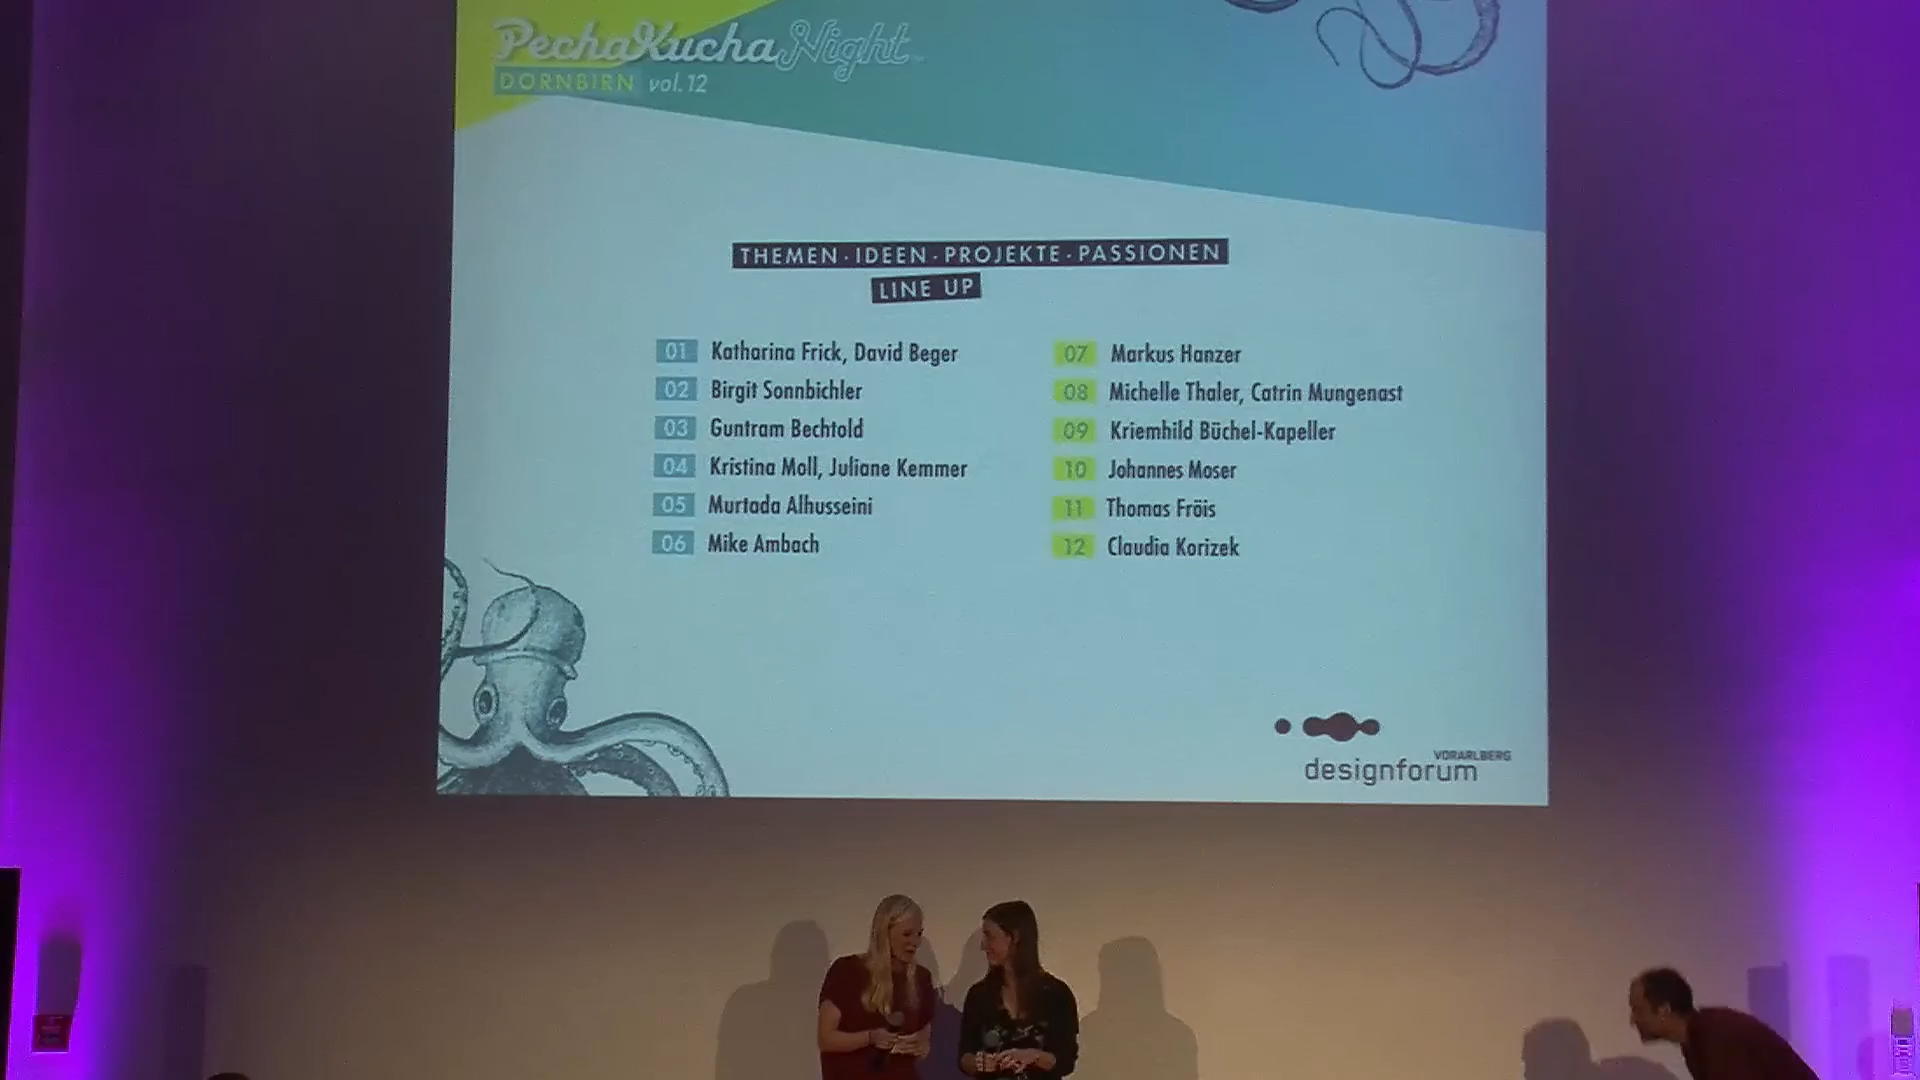 PechaKucha Night
DORNBIRN vol. 12
THEMEN · IDEEN · PROJEKTE · PASSIONEN
LINE UP
01 Katharina Frick, David Beger
02 Birgit Sonnbichler
03 Guntram Bechtold
04 Kristina Moll, Juliane Kemmer
05 Murtada Alhusseini
06 Mike Ambach
07 Markus Hanzer
08 Michelle Thaler, Catrin Mungenast
09 Kriemhild Büchel-Kapeller
10 Johannes Moser
11 Thomas Fröis
12 Claudia Korizek
VORARLBERG
designforum